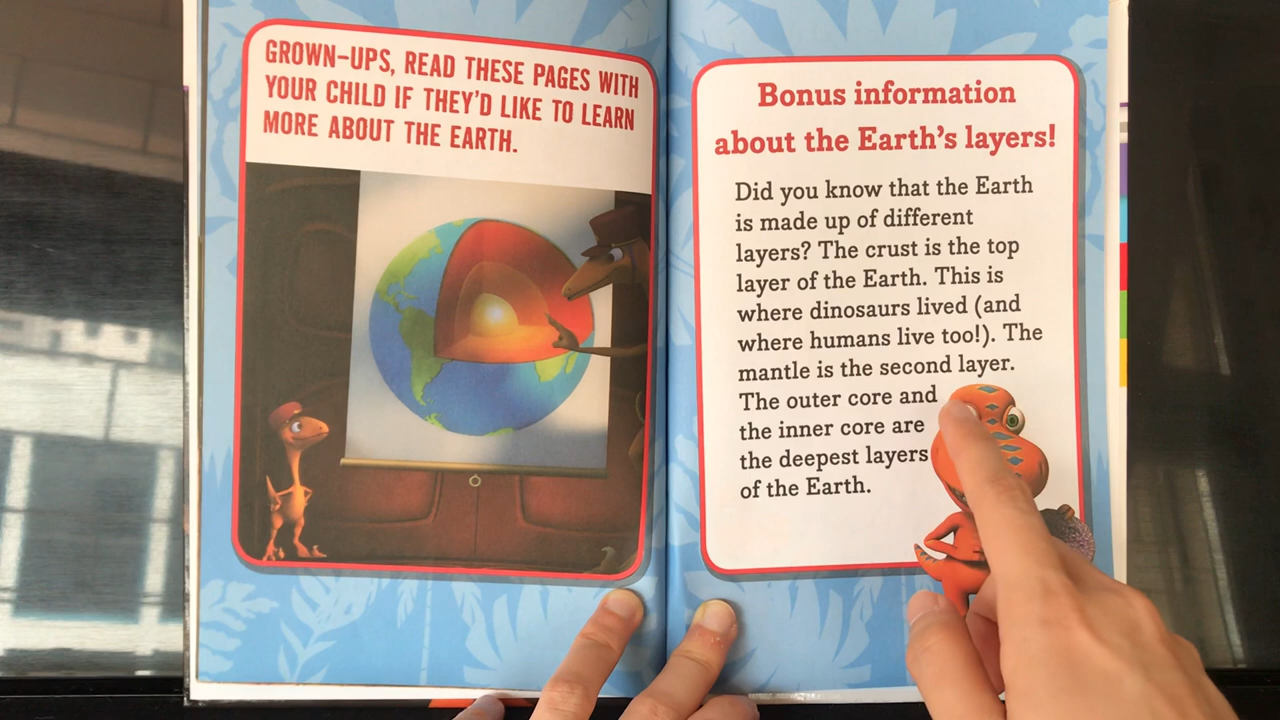 GROWN-UPS, READ THESE PAGES WITH
YOUR CHILD IF THEY'D LIKE TO LEARN
MORE ABOUT THE EARTH.
Bonus information
about the Earth's layers!
Did you know that the Earth
is made up of different
layers? The crust is the top
layer of the Earth. This is
where dinosaurs lived (and
where humans live too!). The
mantle is the second layer.
The outer core and
the inner core are
the deepest layers
of the Earth.